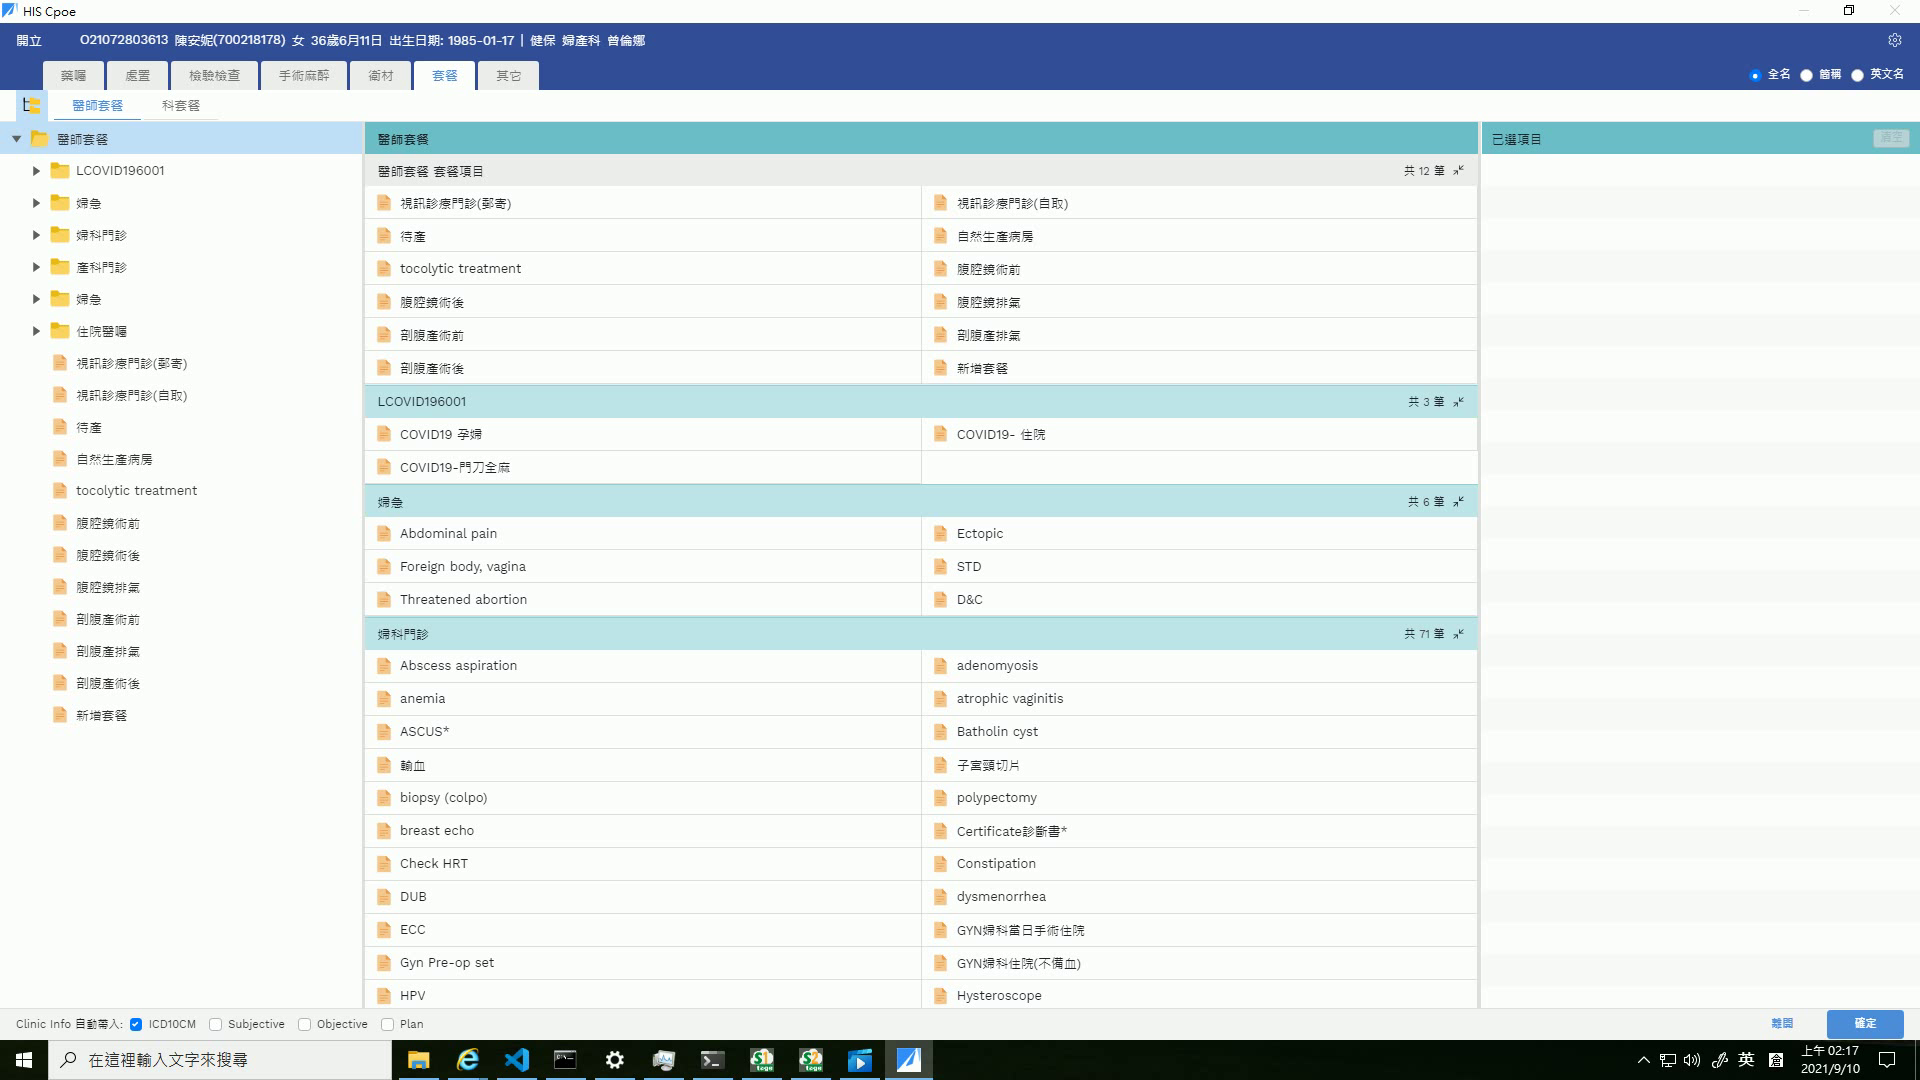 HIS Cpoe
開立 O21072803613 陳安妮(700218178) 女 36歲6月11日 出生日期: 1985-01-17 | 健保 婦產科 曾倫娜
藥囑 處置 檢驗檢查 手術麻醉 衛材 套餐 其它 全名 簡稱 英文名
醫師套餐 科套餐
醫師套餐
LCOVID196001
婦急
婦科門診
產科門診
婦急
住院醫囑
視訊診療門診(郵寄)
視訊診療門診(自取)
待產
自然生產病房
tocolytic treatment
腹腔鏡術前
腹腔鏡術後
腹腔鏡排氣
剖腹產術前
剖腹產排氣
剖腹產術後
新增套餐
醫師套餐
醫師套餐 套餐項目 共 12 筆
視訊診療門診(郵寄) 視訊診療門診(自取)
待產 自然生產病房
tocolytic treatment 腹腔鏡術前
腹腔鏡術後 腹腔鏡排氣
剖腹產術前 剖腹產排氣
剖腹產術後 新增套餐
LCOVID196001 共 3 筆
COVID19 孕婦 COVID19- 住院
COVID19-門刀全麻
婦急 共 6 筆
Abdominal pain Ectopic
Foreign body, vagina STD
Threatened abortion D&C
婦科門診 共 71 筆
Abscess aspiration adenomyosis
anemia atrophic vaginitis
ASCUS* Batholin cyst
輸血 子宮頸切片
biopsy (colpo) polypectomy
breast echo Certificate診斷書*
Check HRT Constipation
DUB dysmenorrhea
ECC GYN婦科當日手術住院
Gyn Pre-op set GYN婦科住院(不備血)
HPV Hysteroscope
已選項目 清空
Clinic Info 自動帶入: ICD10CM Subjective Objective Plan 離開 確定
在這裡輸入文字來搜尋
英 上午 02:17
2021/9/10